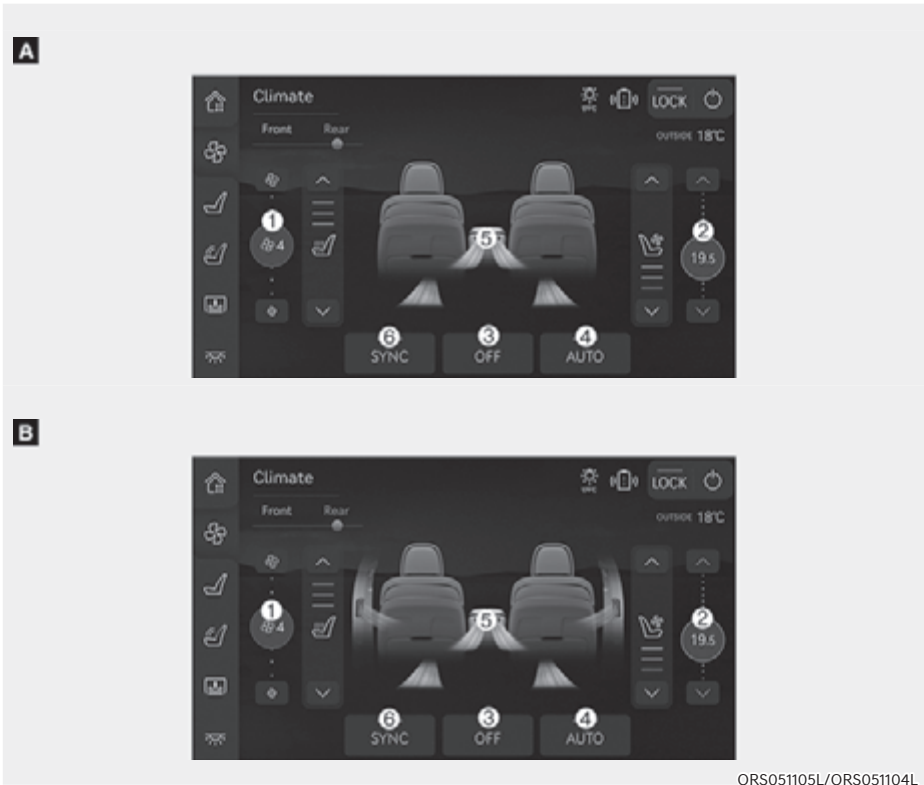 A
Climate
LOCK
Front Rear
OUTSIDE 18°C
1
4
5
2
19.5
6 3 4
SYNC OFF AUTO
B
Climate
LOCK
Front Rear
OUTSIDE 18°C
1
4
5
2
19.5
6 3 4
SYNC OFF AUTO
ORS051105L/ORS051104L